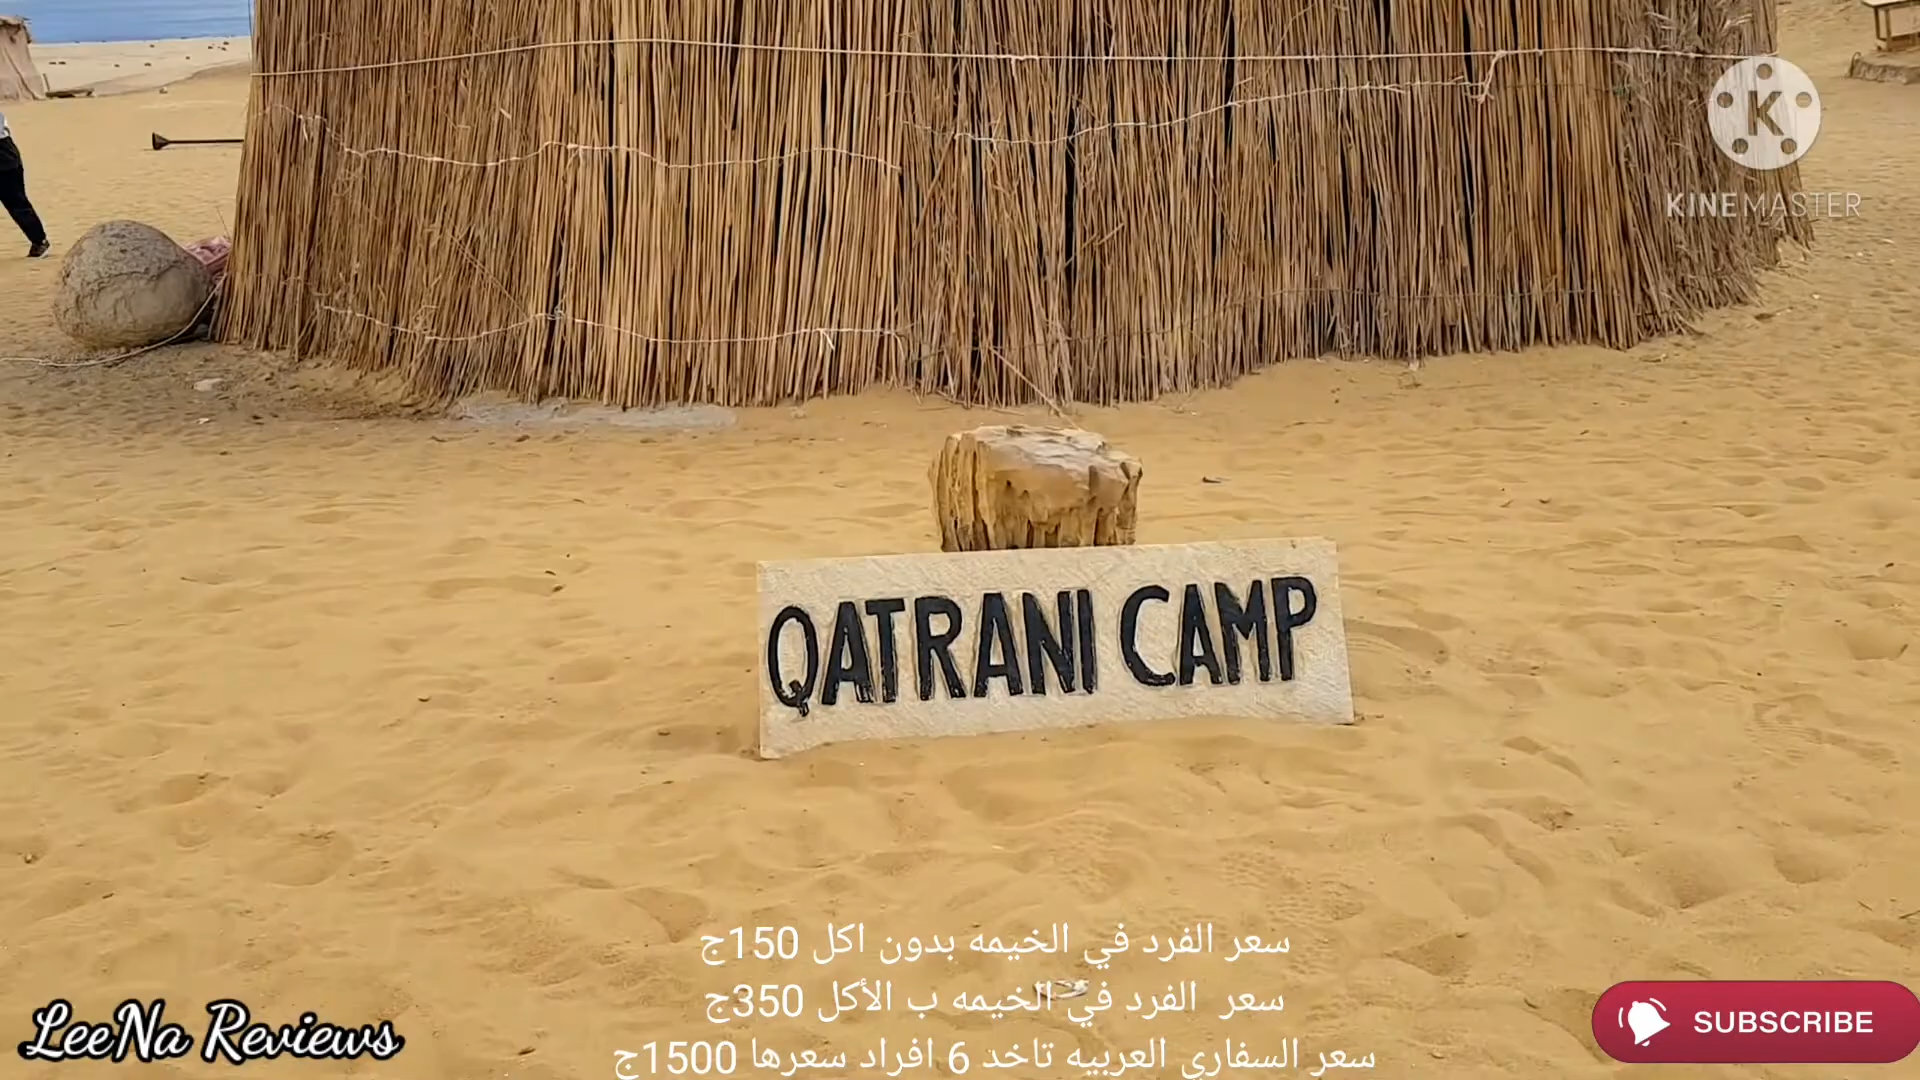 K
KINEMASTER
QATRANI CAMP
سعر الفرد في الخيمه بدون اكل 150ج
سعر الفرد في الخيمه ب الأكل 350ج
سعر السفاري العربيه تاخد 6 افراد سعرها 1500ج
LeeNa Reviews
SUBSCRIBE